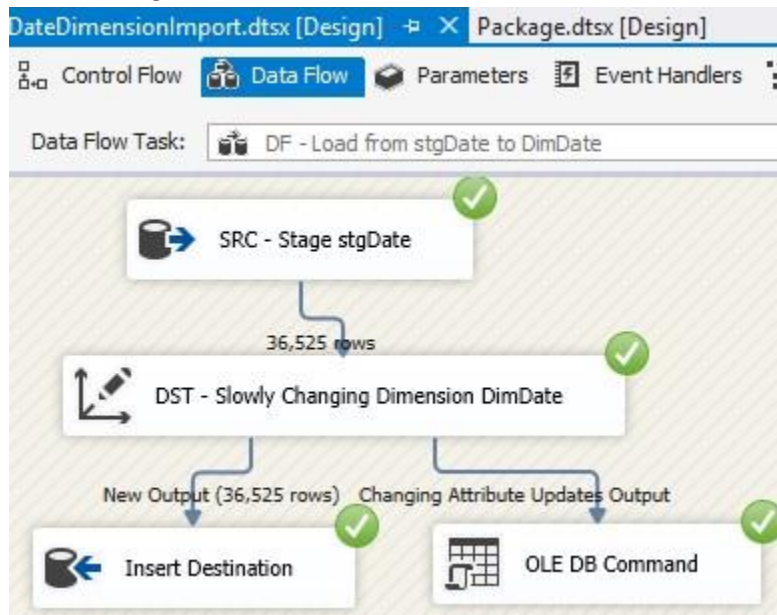 DateDimensionImport.dtsx [Design] Package.dtsx [Design]
Control Flow Data Flow Parameters Event Handlers
Data Flow Task: DF - Load from stgDate to DimDate
SRC - Stage stgDate
36,525 rows
DST - Slowly Changing Dimension DimDate
New Output (36,525 rows) Changing Attribute Updates Output
Insert Destination OLE DB Command